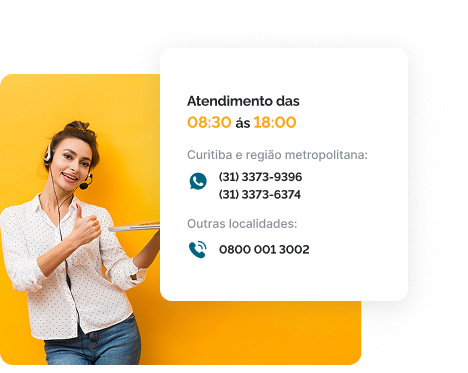 Atendimento das
08:30 ás 18:00
Curitiba e região metropolitana:
(31) 3373-9396
(31) 3373-6374
Outras localidades:
0800 001 3002